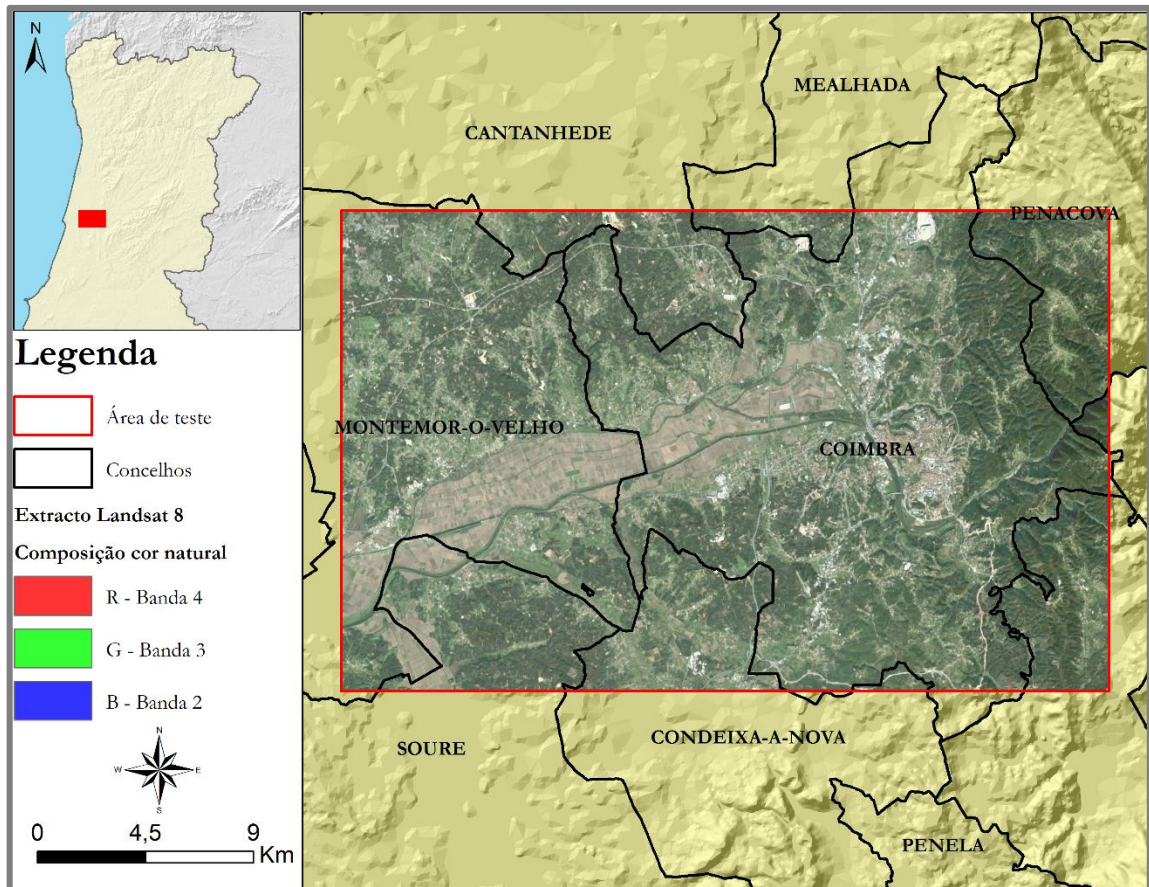 N
Legenda
Área de teste
Concelhos
Extracto Landsat 8
Composição cor natural
R - Banda 4
G - Banda 3
B - Banda 2
N
W
E
S
0
4,5
9
Km
MEALHADA
CANTANHEDE
PENACOVA
MONTEMOR-O-VELHO
COIMBRA
SOURE
CONDEIXA-A-NOVA
PENELA